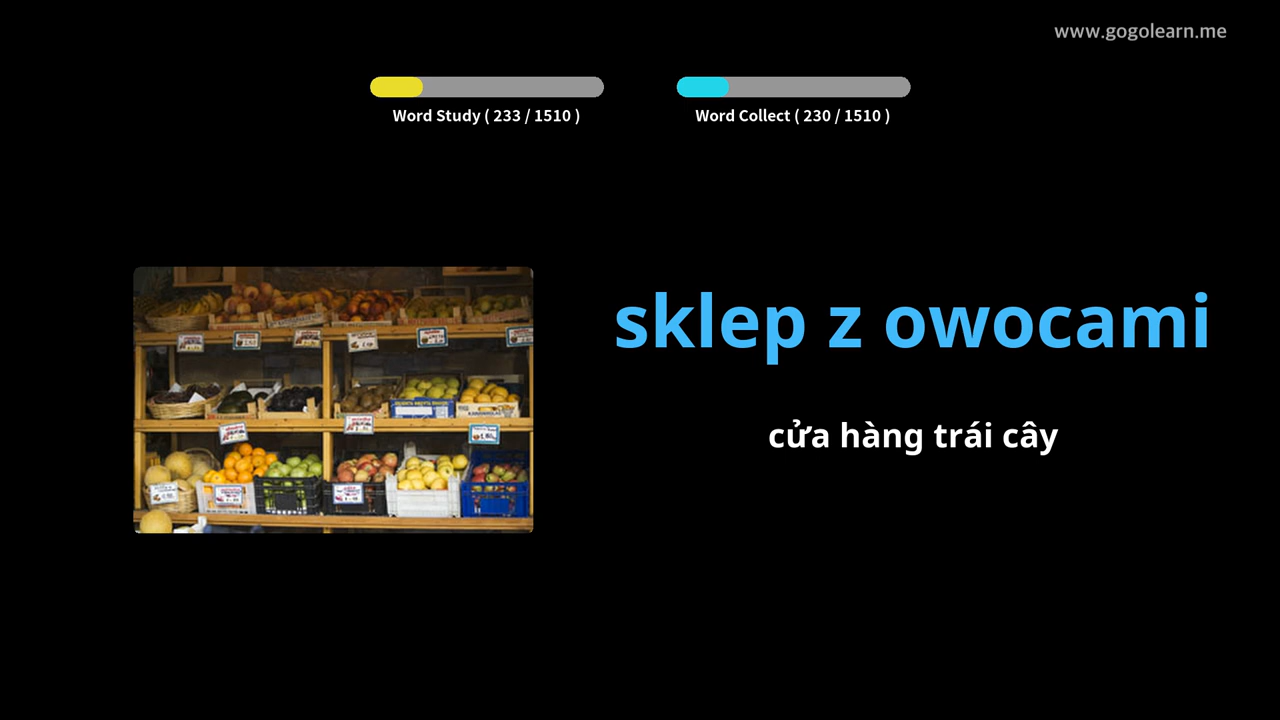 www.gogolearn.me
Word Study ( 233 / 1510 )
Word Collect ( 230 / 1510 )
sklep z owocami
cửa hàng trái cây